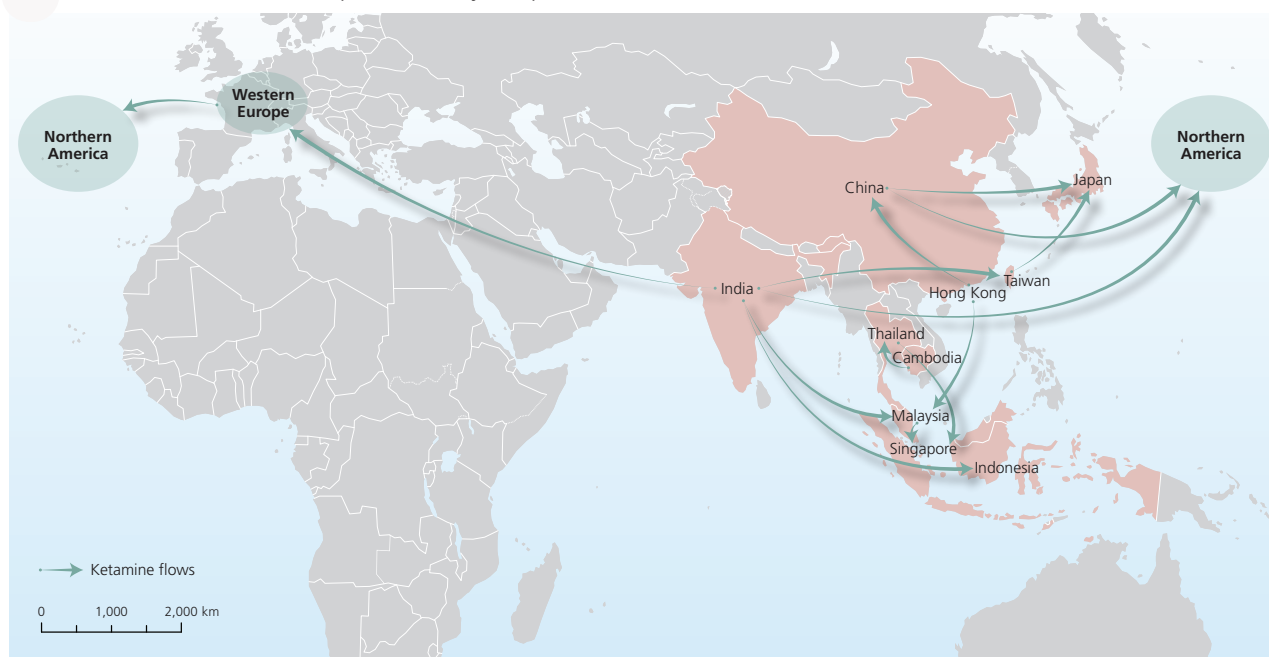 Western
Europe
Northern
America
Northern
America
China
Japan
India
Taiwan
Hong Kong
Thailand
Cambodia
Malaysia
Singapore
Indonesia
Ketamine flows
0 1,000 2,000 km